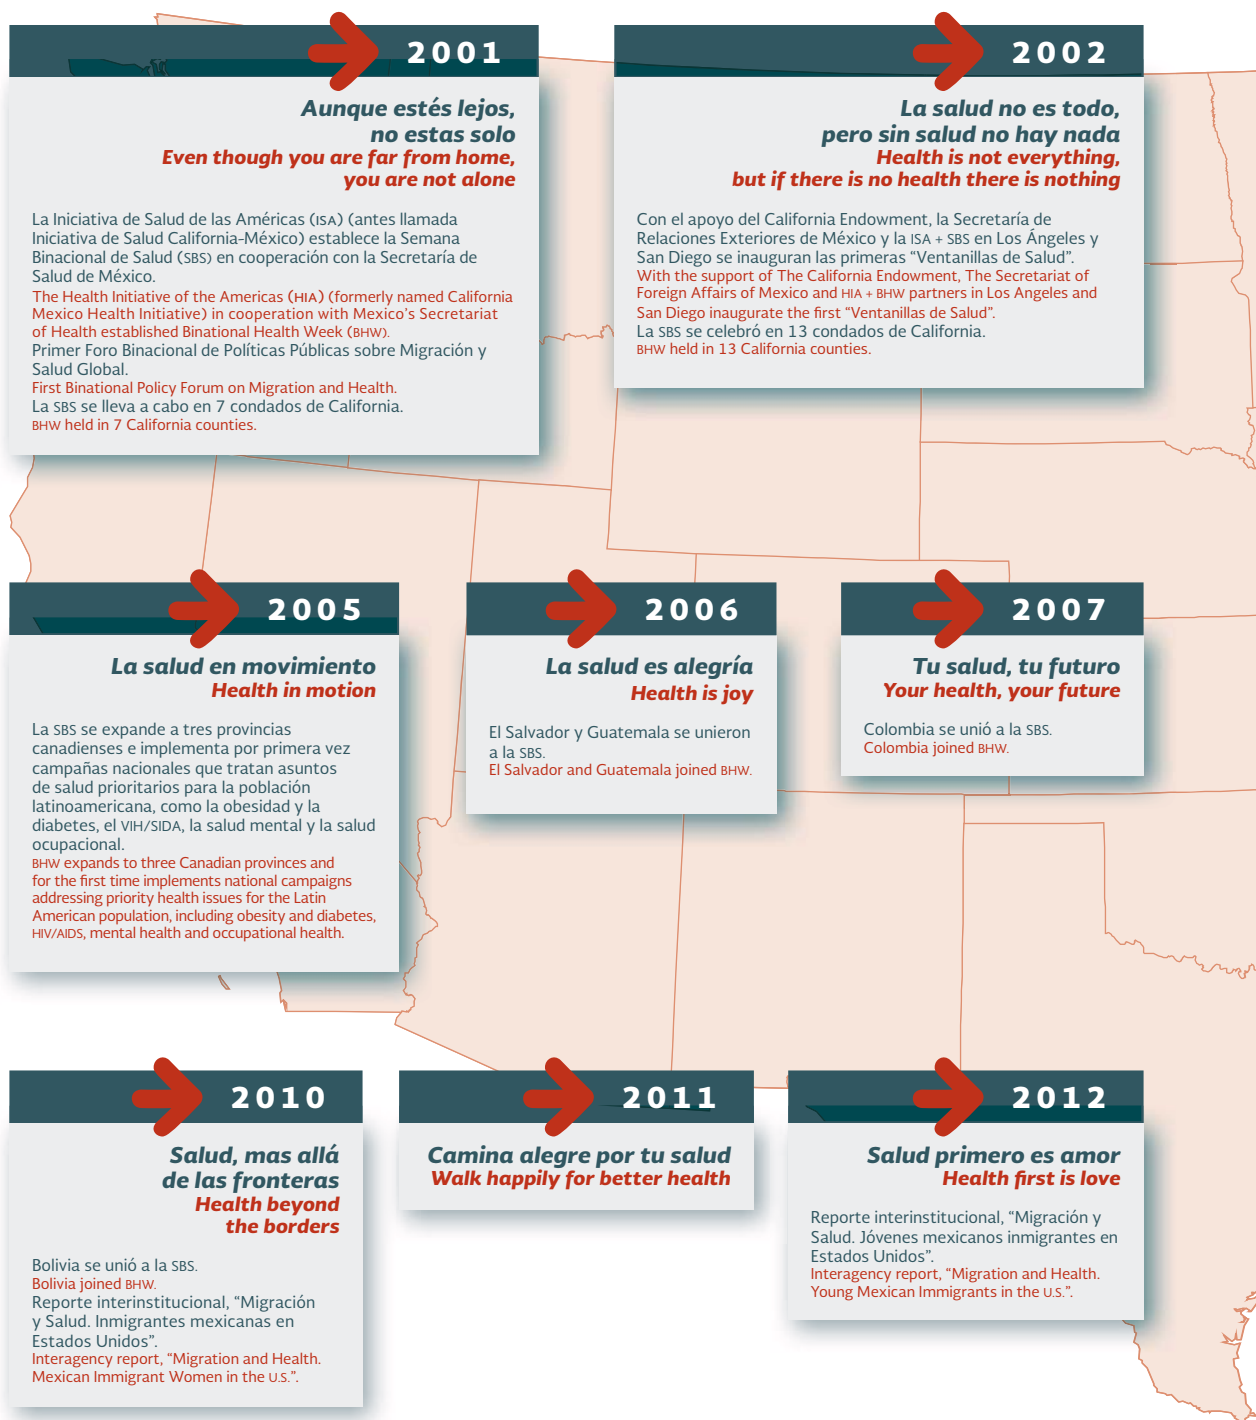 2001
Aunque estés lejos,
no estas solo
Even though you are far from home,
you are not alone
La Iniciativa de Salud de las Américas (ISA) (antes llamada
Iniciativa de Salud California-México) establece la Semana
Binacional de Salud (SBS) en cooperación con la Secretaría de
Salud de México.
The Health Initiative of the Americas (HIA) (formerly named California
Mexico Health Initiative) in cooperation with Mexico's Secretariat
of Health established Binational Health Week (BHW).
Primer Foro Binacional de Políticas Públicas sobre Migración y
Salud Global.
First Binational Policy Forum on Migration and Health.
La SBS se lleva a cabo en 7 condados de California.
BHW held in 7 California counties.
2002
La salud no es todo,
pero sin salud no hay nada
Health is not everything,
but if there is no health there is nothing
Con el apoyo del California Endowment, la Secretaría de
Relaciones Exteriores de México y la ISA + SBS en Los Ángeles y
San Diego se inauguran las primeras “Ventanillas de Salud”.
With the support of The California Endowment, The Secretariat of
Foreign Affairs of Mexico and HIA + BHW partners in Los Angeles and
San Diego inaugurate the first “Ventanillas de Salud”.
La SBS se celebró en 13 condados de California.
BHW held in 13 California counties.
2005
La salud en movimiento
Health in motion
La SBS se expande a tres provincias
canadienses e implementa por primera vez
campañas nacionales que tratan asuntos
de salud prioritarios para la población
latinoamericana, como la obesidad y la
diabetes, el VIH/SIDA, la salud mental y la salud
ocupacional.
BHW expands to three Canadian provinces and
for the first time implements national campaigns
addressing priority health issues for the Latin
American population, including obesity and diabetes,
HIV/AIDS, mental health and occupational health.
2006
La salud es alegría
Health is joy
El Salvador y Guatemala se unieron
a la SBS.
El Salvador and Guatemala joined BHW.
2007
Tu salud, tu futuro
Your health, your future
Colombia se unió a la SBS.
Colombia joined BHW.
2010
Salud, mas allá
de las fronteras
Health beyond
the borders
Bolivia se unió a la SBS.
Bolivia joined BHW.
Reporte interinstitucional, “Migración
y Salud. Inmigrantes mexicanas en
Estados Unidos”.
Interagency report, “Migration and Health.
Mexican Immigrant Women in the U.S.”.
2011
Camina alegre por tu salud
Walk happily for better health
2012
Salud primero es amor
Health first is love
Reporte interinstitucional, “Migración y
Salud. Jóvenes mexicanos inmigrantes en
Estados Unidos”.
Interagency report, “Migration and Health.
Young Mexican Immigrants in the U.S.”.